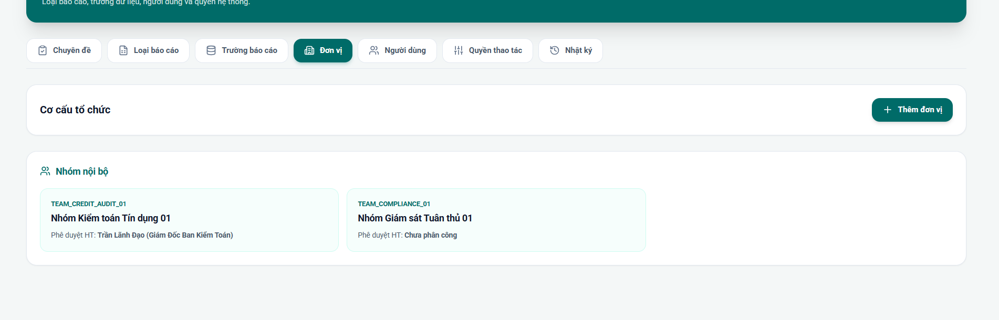 Loại báo cáo, trường dữ liệu, người dùng và quyền hệ thống.
Chuyên đề
Loại báo cáo
Trường báo cáo
Đơn vị
Người dùng
Quyền thao tác
Nhật ký
Cơ cấu tổ chức
Thêm đơn vị
Nhóm nội bộ
TEAM_CREDIT_AUDIT_01
Nhóm Kiểm toán Tín dụng 01
Phê duyệt HT: Trần Lãnh Đạo (Giám Đốc Ban Kiểm Toán)
TEAM_COMPLIANCE_01
Nhóm Giám sát Tuân thủ 01
Phê duyệt HT: Chưa phân công